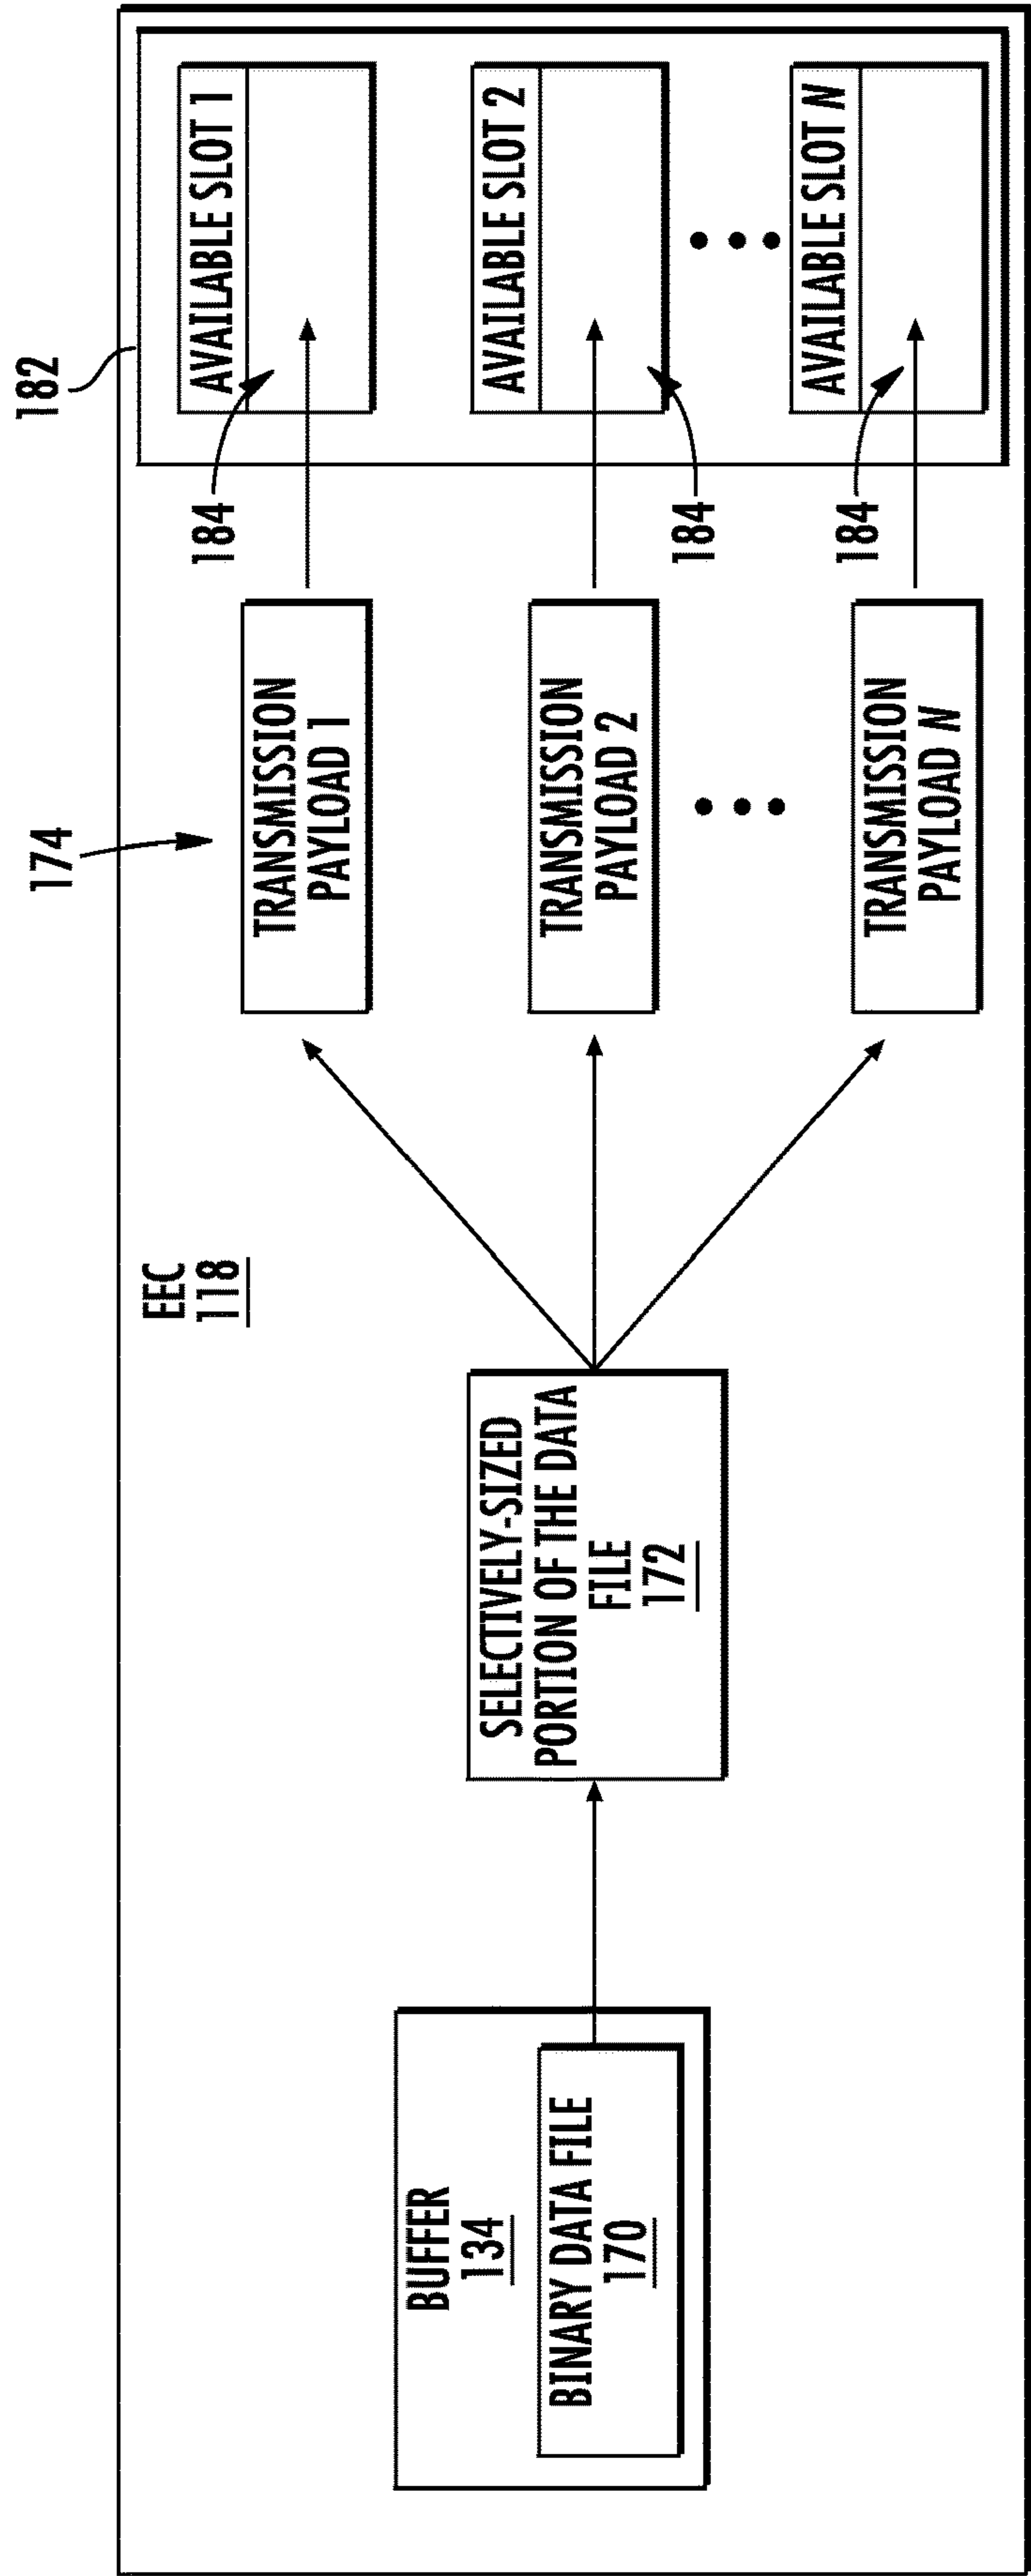 182
174
EEC
118
BUFFER
134
BINARY DATA FILE
170
SELECTIVELY-SIZED
PORTION OF THE DATA
FILE
172
TRANSMISSION
PAYLOAD 1
TRANSMISSION
PAYLOAD 2
TRANSMISSION
PAYLOAD N
184
184
184
AVAILABLE SLOT 1
AVAILABLE SLOT 2
AVAILABLE SLOT N